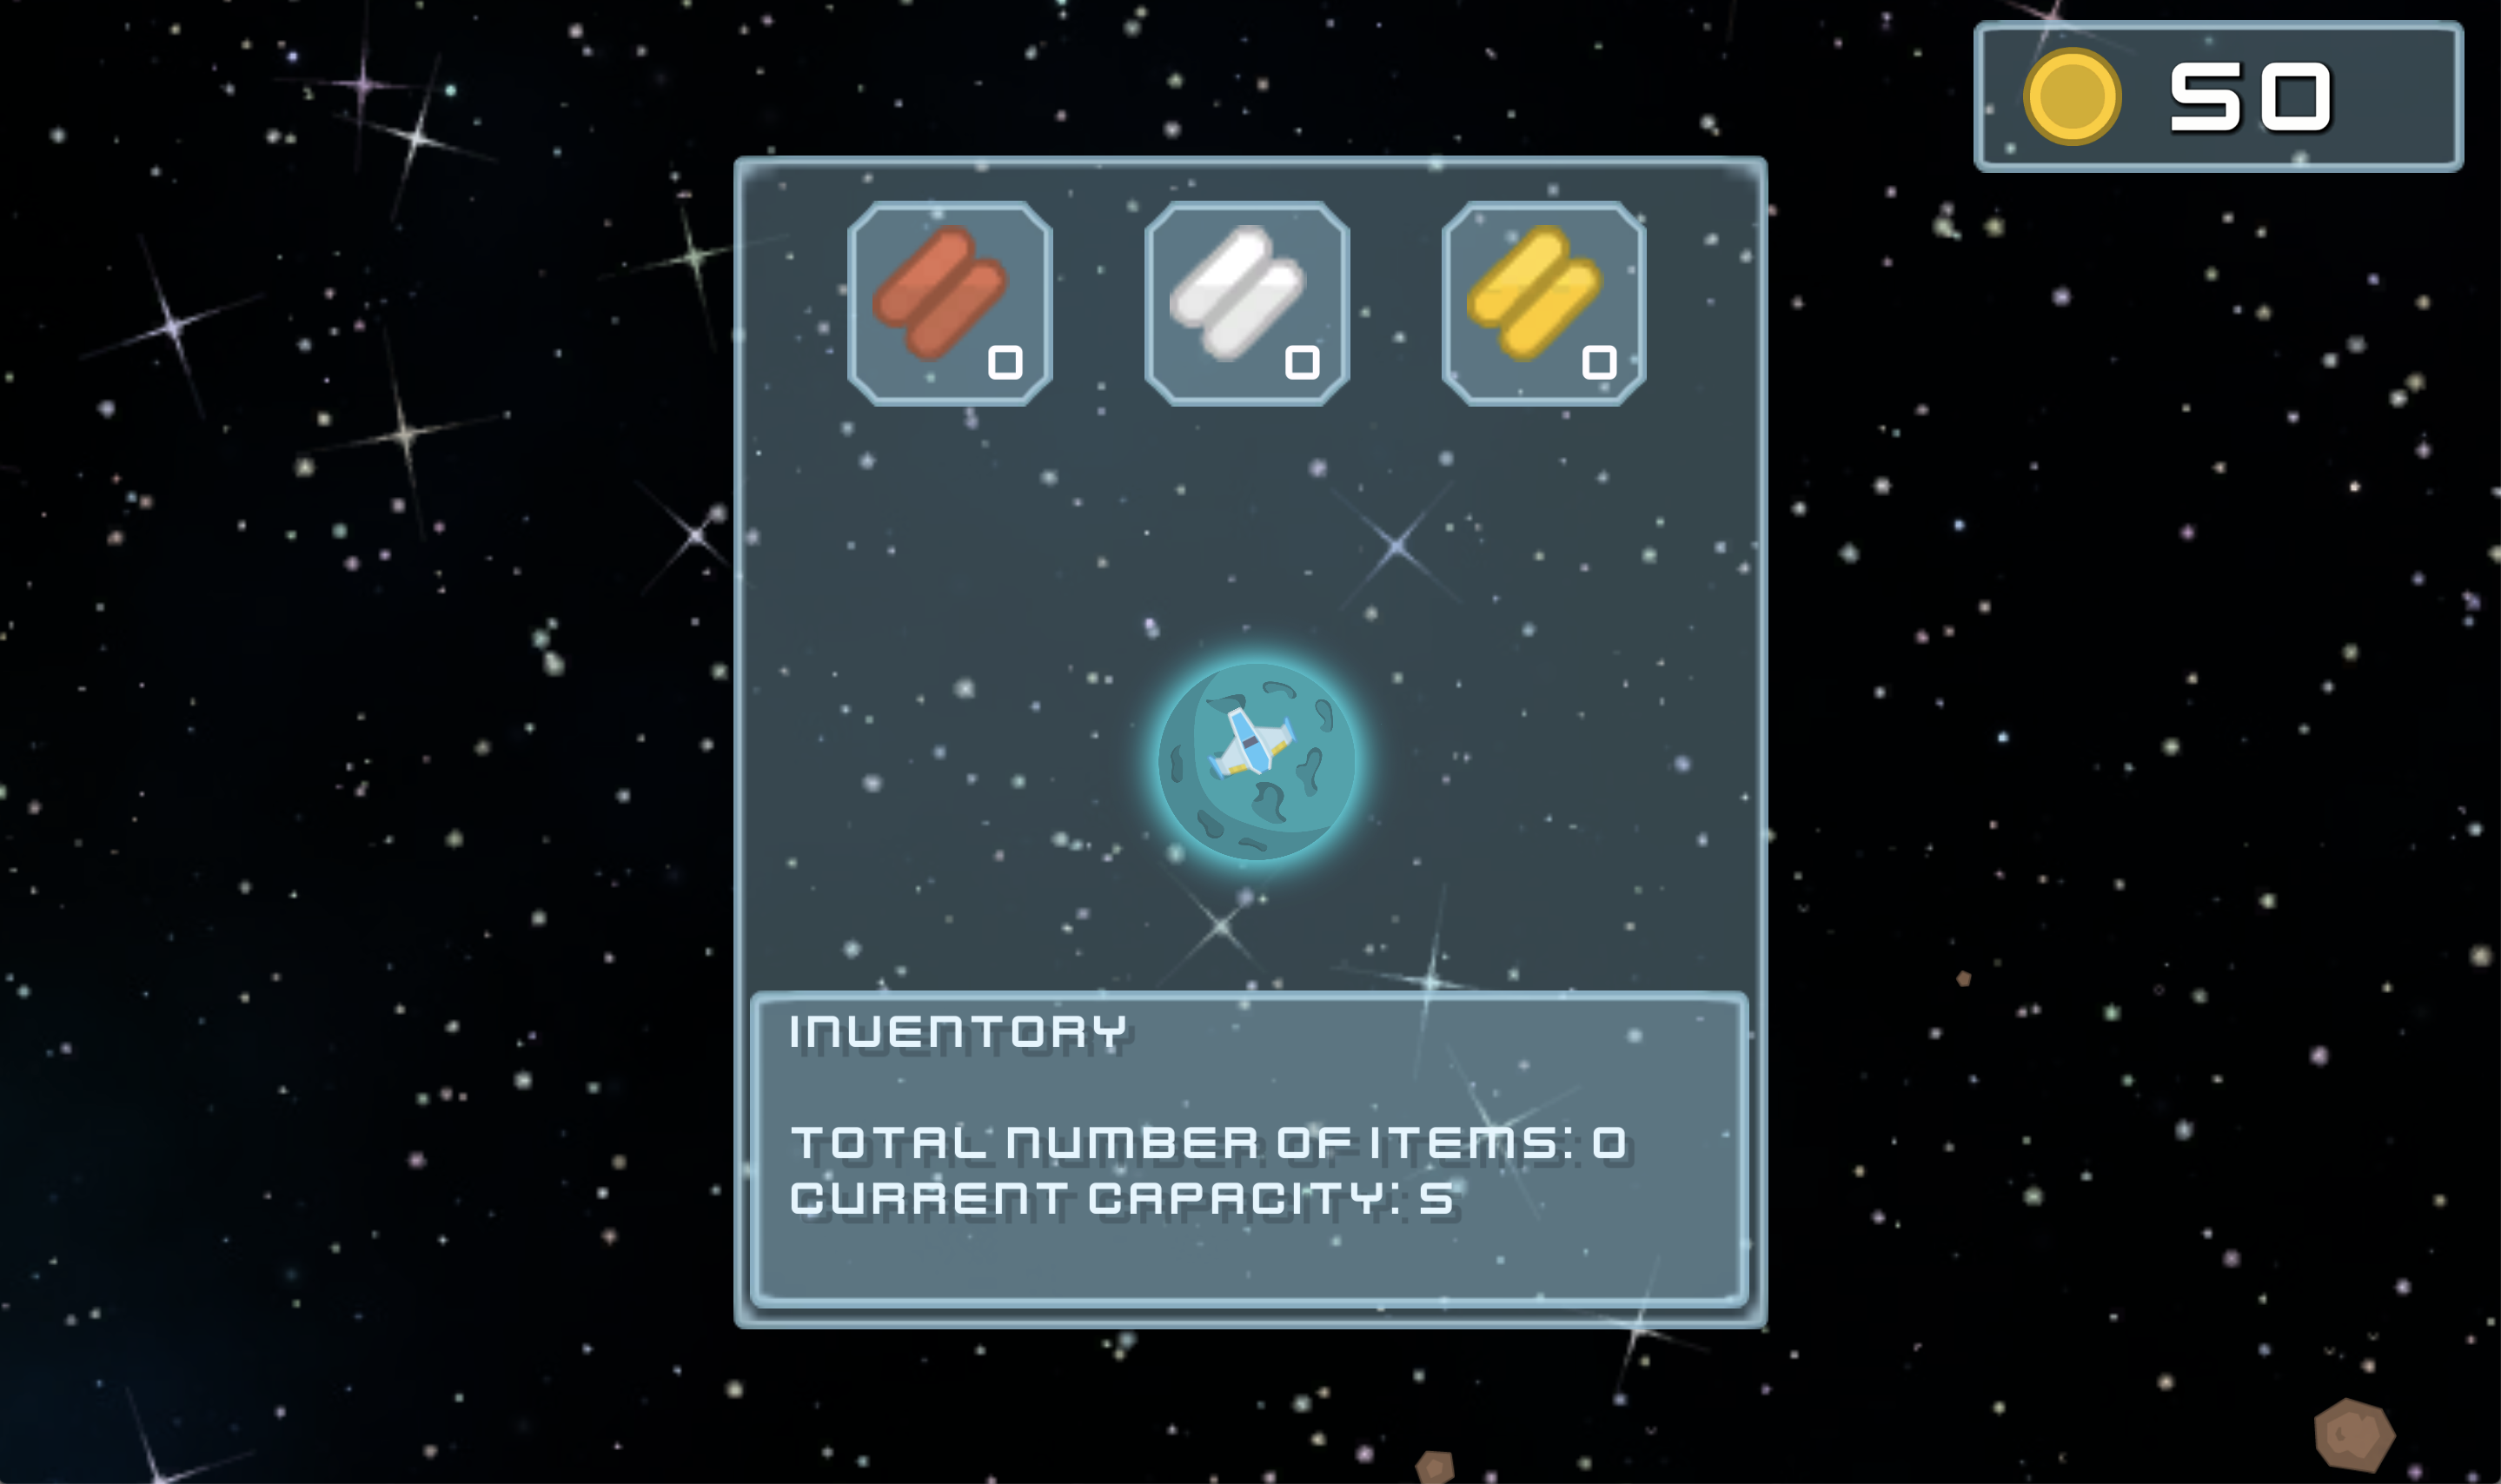 50
0 0 0
INVENTORY
TOTAL NUMBER OF ITEMS: 0
CURRENT CAPACITY: 5